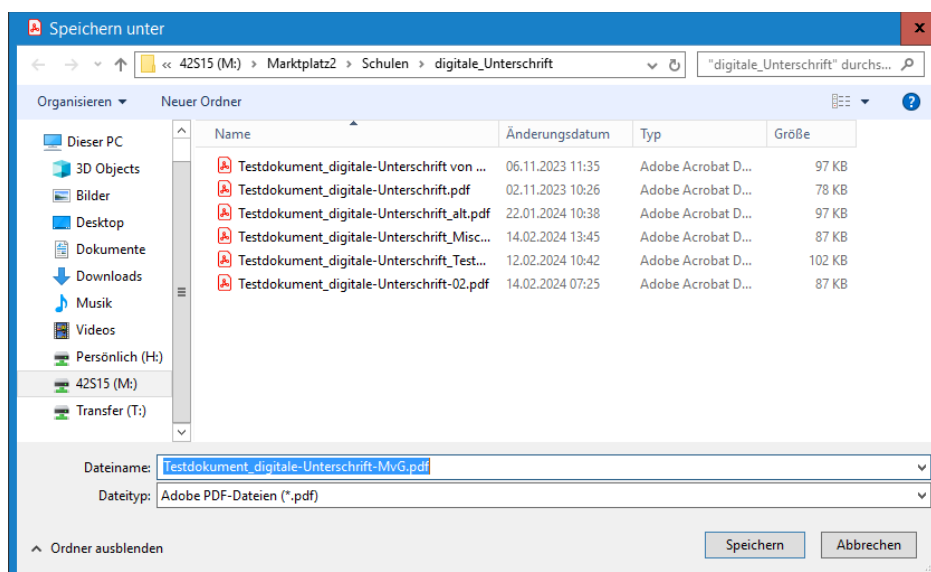 Speichern unter
« 42S15 (M:) › Marktplatz2 › Schulen › digitale_Unterschrift
"digitale_Unterschrift" durchs...
Organisieren Neuer Ordner
Dieser PC
3D Objects
Bilder
Desktop
Dokumente
Downloads
Musik
Videos
Persönlich (H:)
42S15 (M:)
Transfer (T:)
Name Änderungsdatum Typ Größe
Testdokument_digitale-Unterschrift von ... 06.11.2023 11:35 Adobe Acrobat D... 97 KB
Testdokument_digitale-Unterschrift.pdf 02.11.2023 10:26 Adobe Acrobat D... 78 KB
Testdokument_digitale-Unterschrift_alt.pdf 22.01.2024 10:38 Adobe Acrobat D... 97 KB
Testdokument_digitale-Unterschrift_Misc... 14.02.2024 13:45 Adobe Acrobat D... 87 KB
Testdokument_digitale-Unterschrift_Test... 12.02.2024 10:42 Adobe Acrobat D... 102 KB
Testdokument_digitale-Unterschrift-02.pdf 14.02.2024 07:25 Adobe Acrobat D... 87 KB
Dateiname: Testdokument_digitale-Unterschrift-MvG.pdf
Dateityp: Adobe PDF-Dateien (*.pdf)
Ordner ausblenden
Speichern Abbrechen